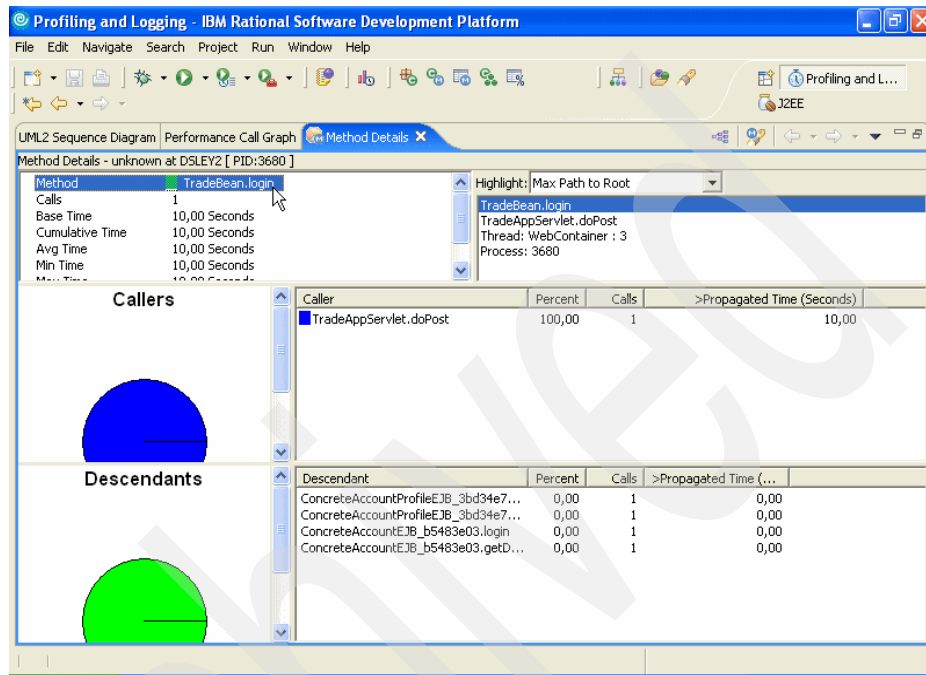 Profiling and Logging - IBM Rational Software Development Platform
File Edit Navigate Search Project Run Window Help
Profiling and L...
J2EE
UML2 Sequence Diagram Performance Call Graph Method Details
Method Details - unknown at DSLEY2 [ PID:3680 ]
Method TradeBean.login
Calls 1
Base Time 10,00 Seconds
Cumulative Time 10,00 Seconds
Avg Time 10,00 Seconds
Min Time 10,00 Seconds
Max Time 10,00 Seconds
Highlight: Max Path to Root
TradeBean.login
TradeAppServlet.doPost
Thread: WebContainer : 3
Process: 3680
Callers
Caller Percent Calls >Propagated Time (Seconds)
TradeAppServlet.doPost 100,00 1 10,00
Descendants
Descendant Percent Calls >Propagated Time (...
ConcreteAccountProfileEJB_3bd34e7... 0,00 1 0,00
ConcreteAccountProfileEJB_3bd34e7... 0,00 1 0,00
ConcreteAccountEJB_b5483e03.login 0,00 1 0,00
ConcreteAccountEJB_b5483e03.getD... 0,00 1 0,00